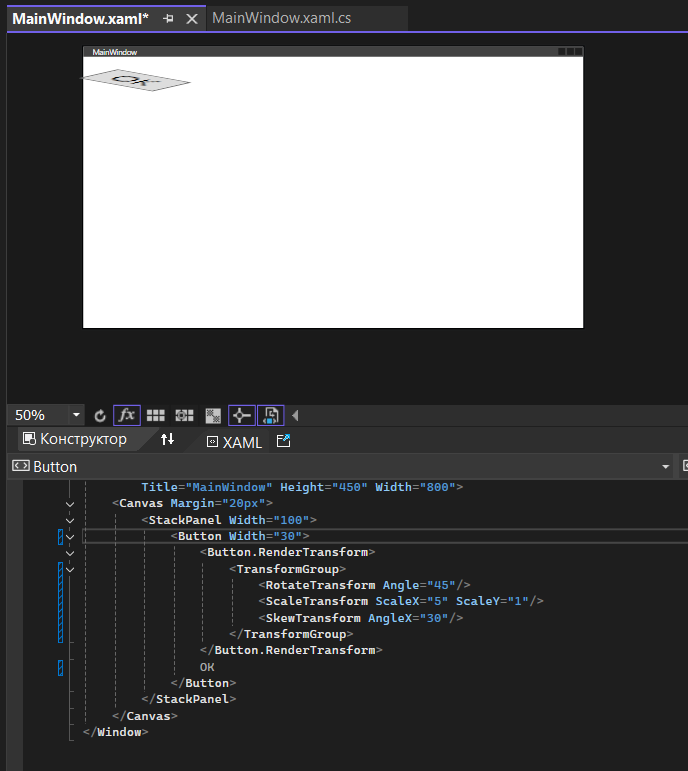 MainWindow.xaml*
MainWindow.xaml.cs
MainWindow
OK
50%
fx
Конструктор
XAML
Button
Title="MainWindow" Height="450" Width="800">
<Canvas Margin="20px">
<StackPanel Width="100">
<Button Width="30">
<Button.RenderTransform>
<TransformGroup>
<RotateTransform Angle="45"/>
<ScaleTransform ScaleX="5" ScaleY="1"/>
<SkewTransform AngleX="30"/>
</TransformGroup>
</Button.RenderTransform>
OK
</Button>
</StackPanel>
</Canvas>
</Window>